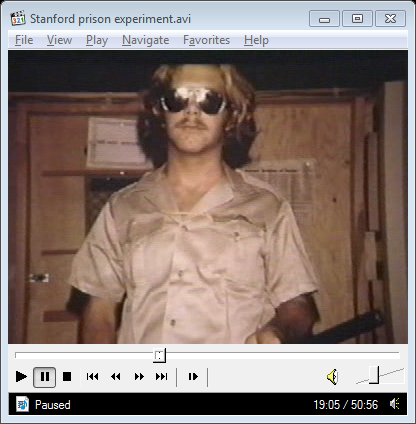 Stanford prison experiment.avi
File View Play Navigate Favorites Help
Paused 19:05 / 50:56